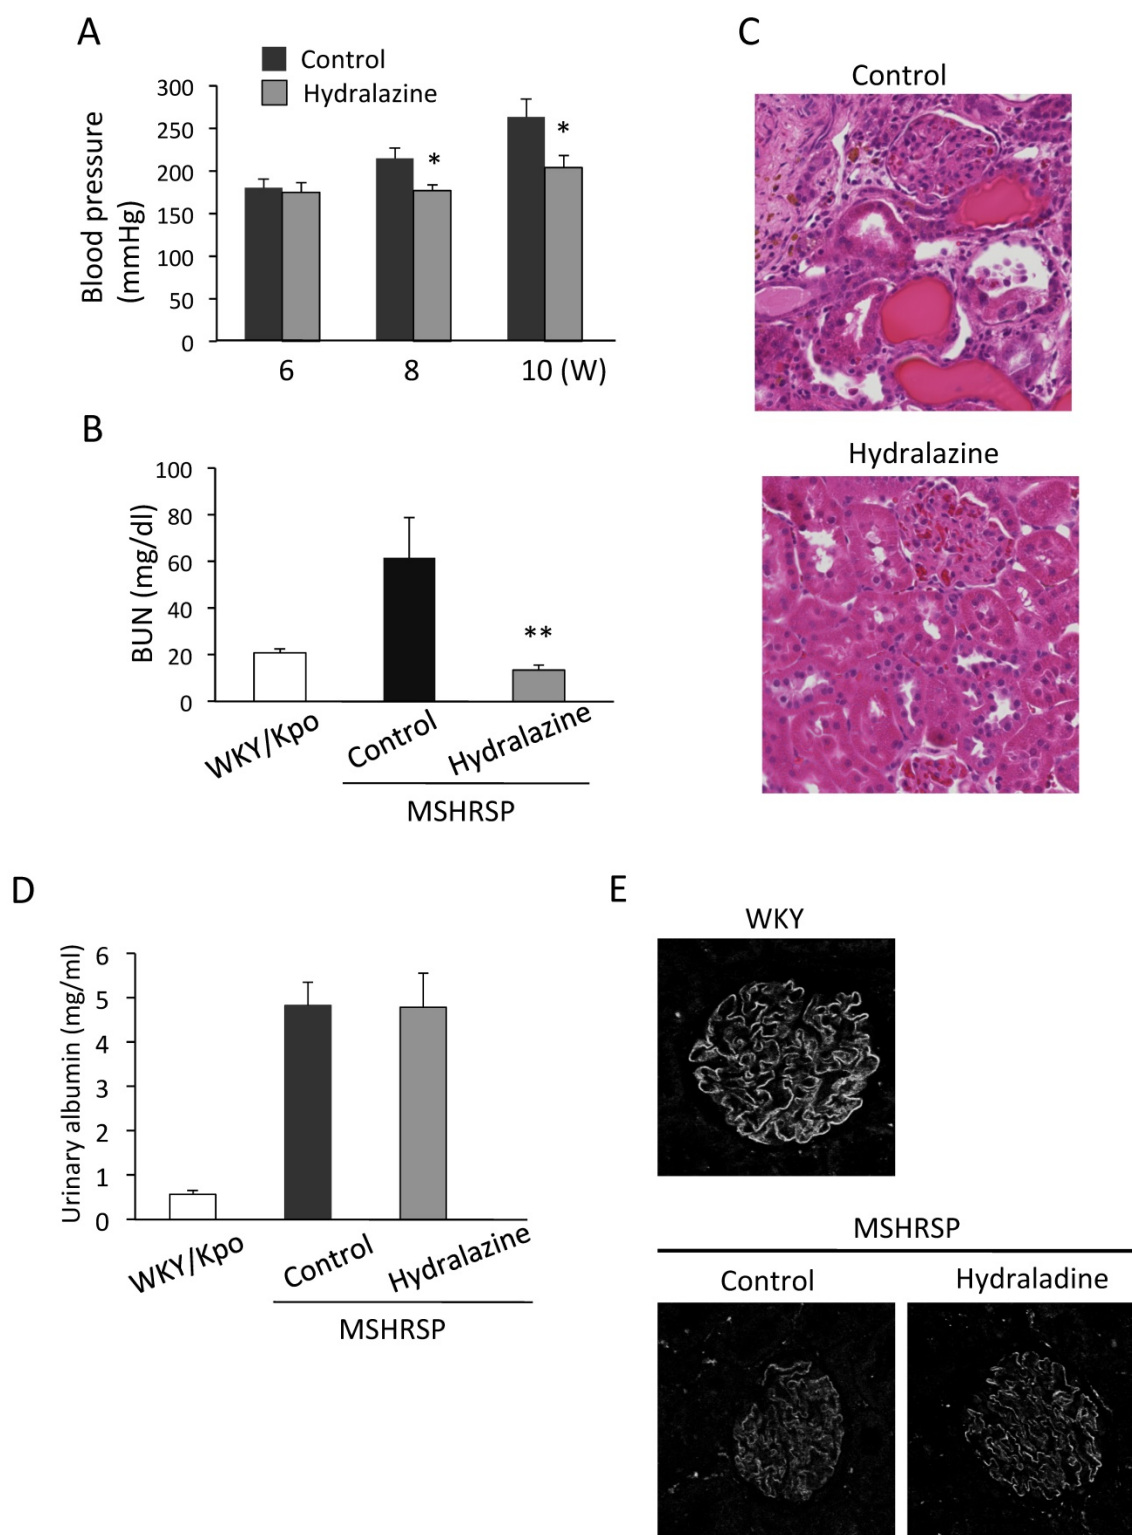 A
Control
Hydralazine
Blood pressure
(mmHg)
300
250
200
150
100
50
0
*
*
6 8 10 (W)
B
BUN (mg/dl)
100
80
60
40
20
0
**
WKY/Kpo
Control
Hydralazine
MSHRSP
C
Control
Hydralazine
D
Urinary albumin (mg/ml)
6
5
4
3
2
1
0
WKY/Kpo
Control
Hydralazine
MSHRSP
E
WKY
MSHRSP
Control
Hydraladine